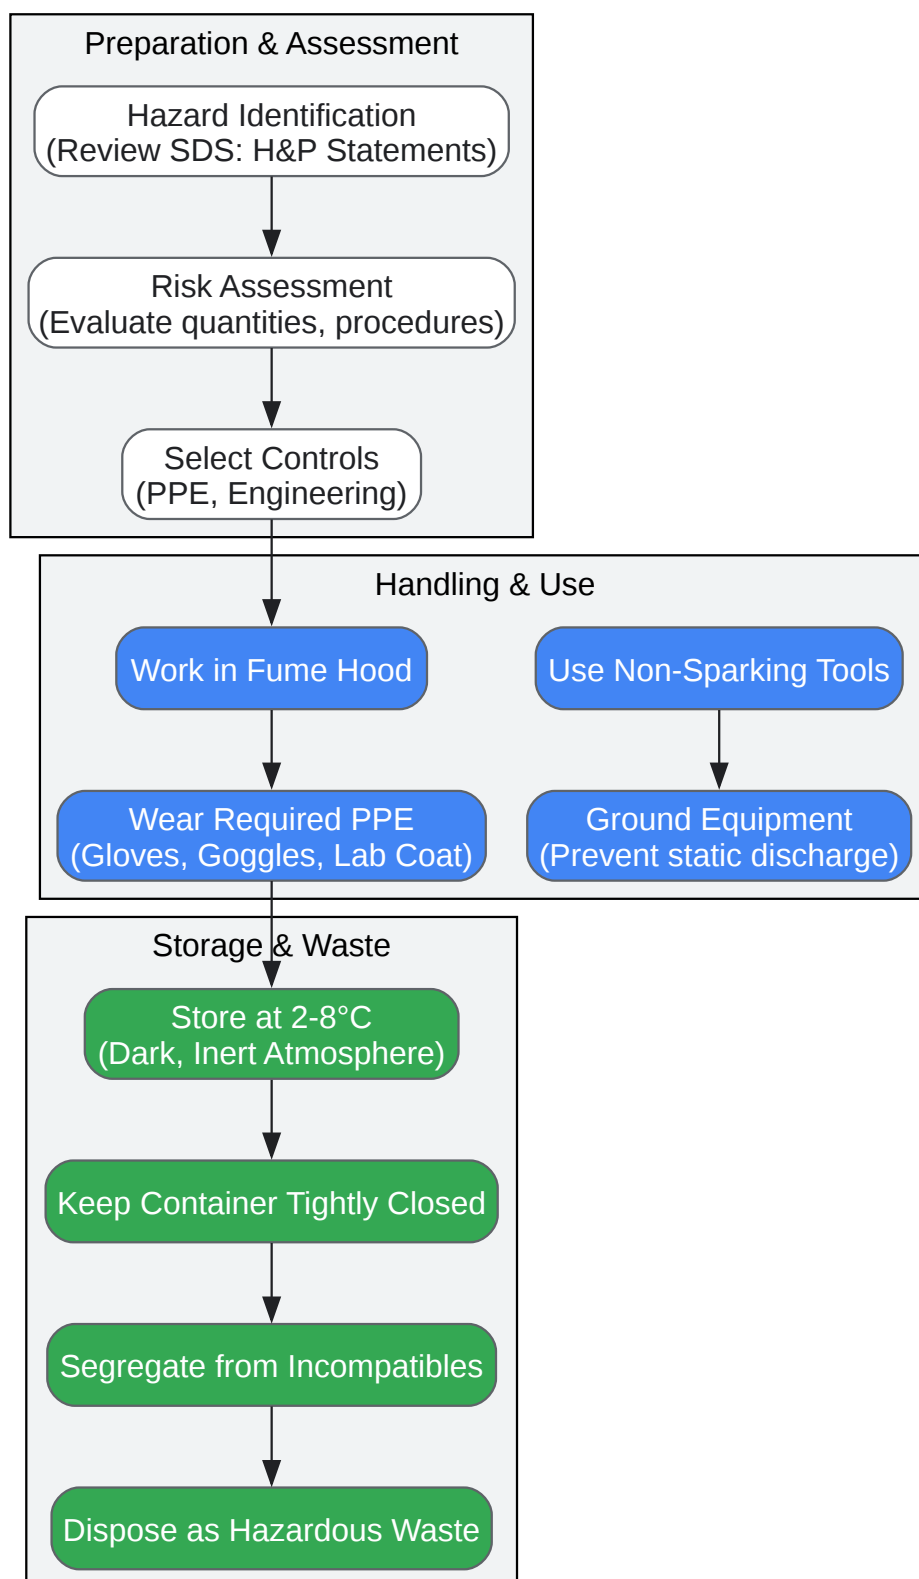 Preparation & Assessment
Hazard Identification
(Review SDS: H&P Statements)
Risk Assessment
(Evaluate quantities, procedures)
Select Controls
(PPE, Engineering)
Handling & Use
Work in Fume Hood
Use Non-Sparking Tools
Wear Required PPE
(Gloves, Goggles, Lab Coat)
Ground Equipment
(Prevent static discharge)
Storage & Waste
Store at 2-8°C
(Dark, Inert Atmosphere)
Keep Container Tightly Closed
Segregate from Incompatibles
Dispose as Hazardous Waste